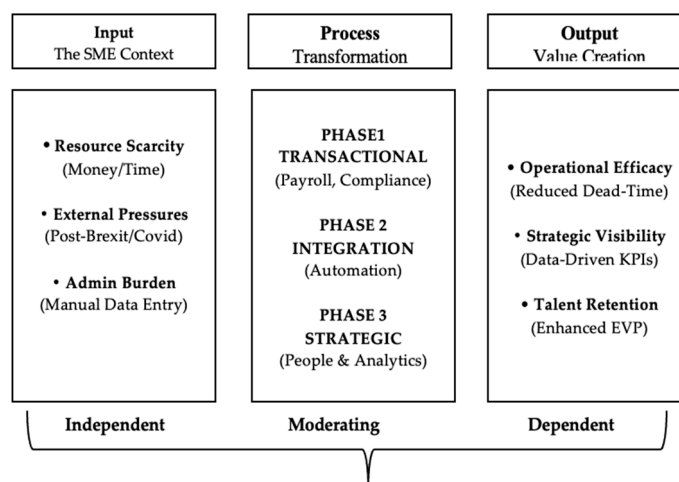 Input
The SME Context
• Resource Scarcity
(Money/Time)
• External Pressures
(Post-Brexit/Covid)
• Admin Burden
(Manual Data Entry)
Independent
Process
Transformation
PHASE1
TRANSACTIONAL
(Payroll, Compliance)
PHASE 2
INTEGRATION
(Automation)
PHASE 3
STRATEGIC
(People & Analytics)
Moderating
Output
Value Creation
• Operational Efficacy
(Reduced Dead-Time)
• Strategic Visibility
(Data-Driven KPIs)
• Talent Retention
(Enhanced EVP)
Dependent